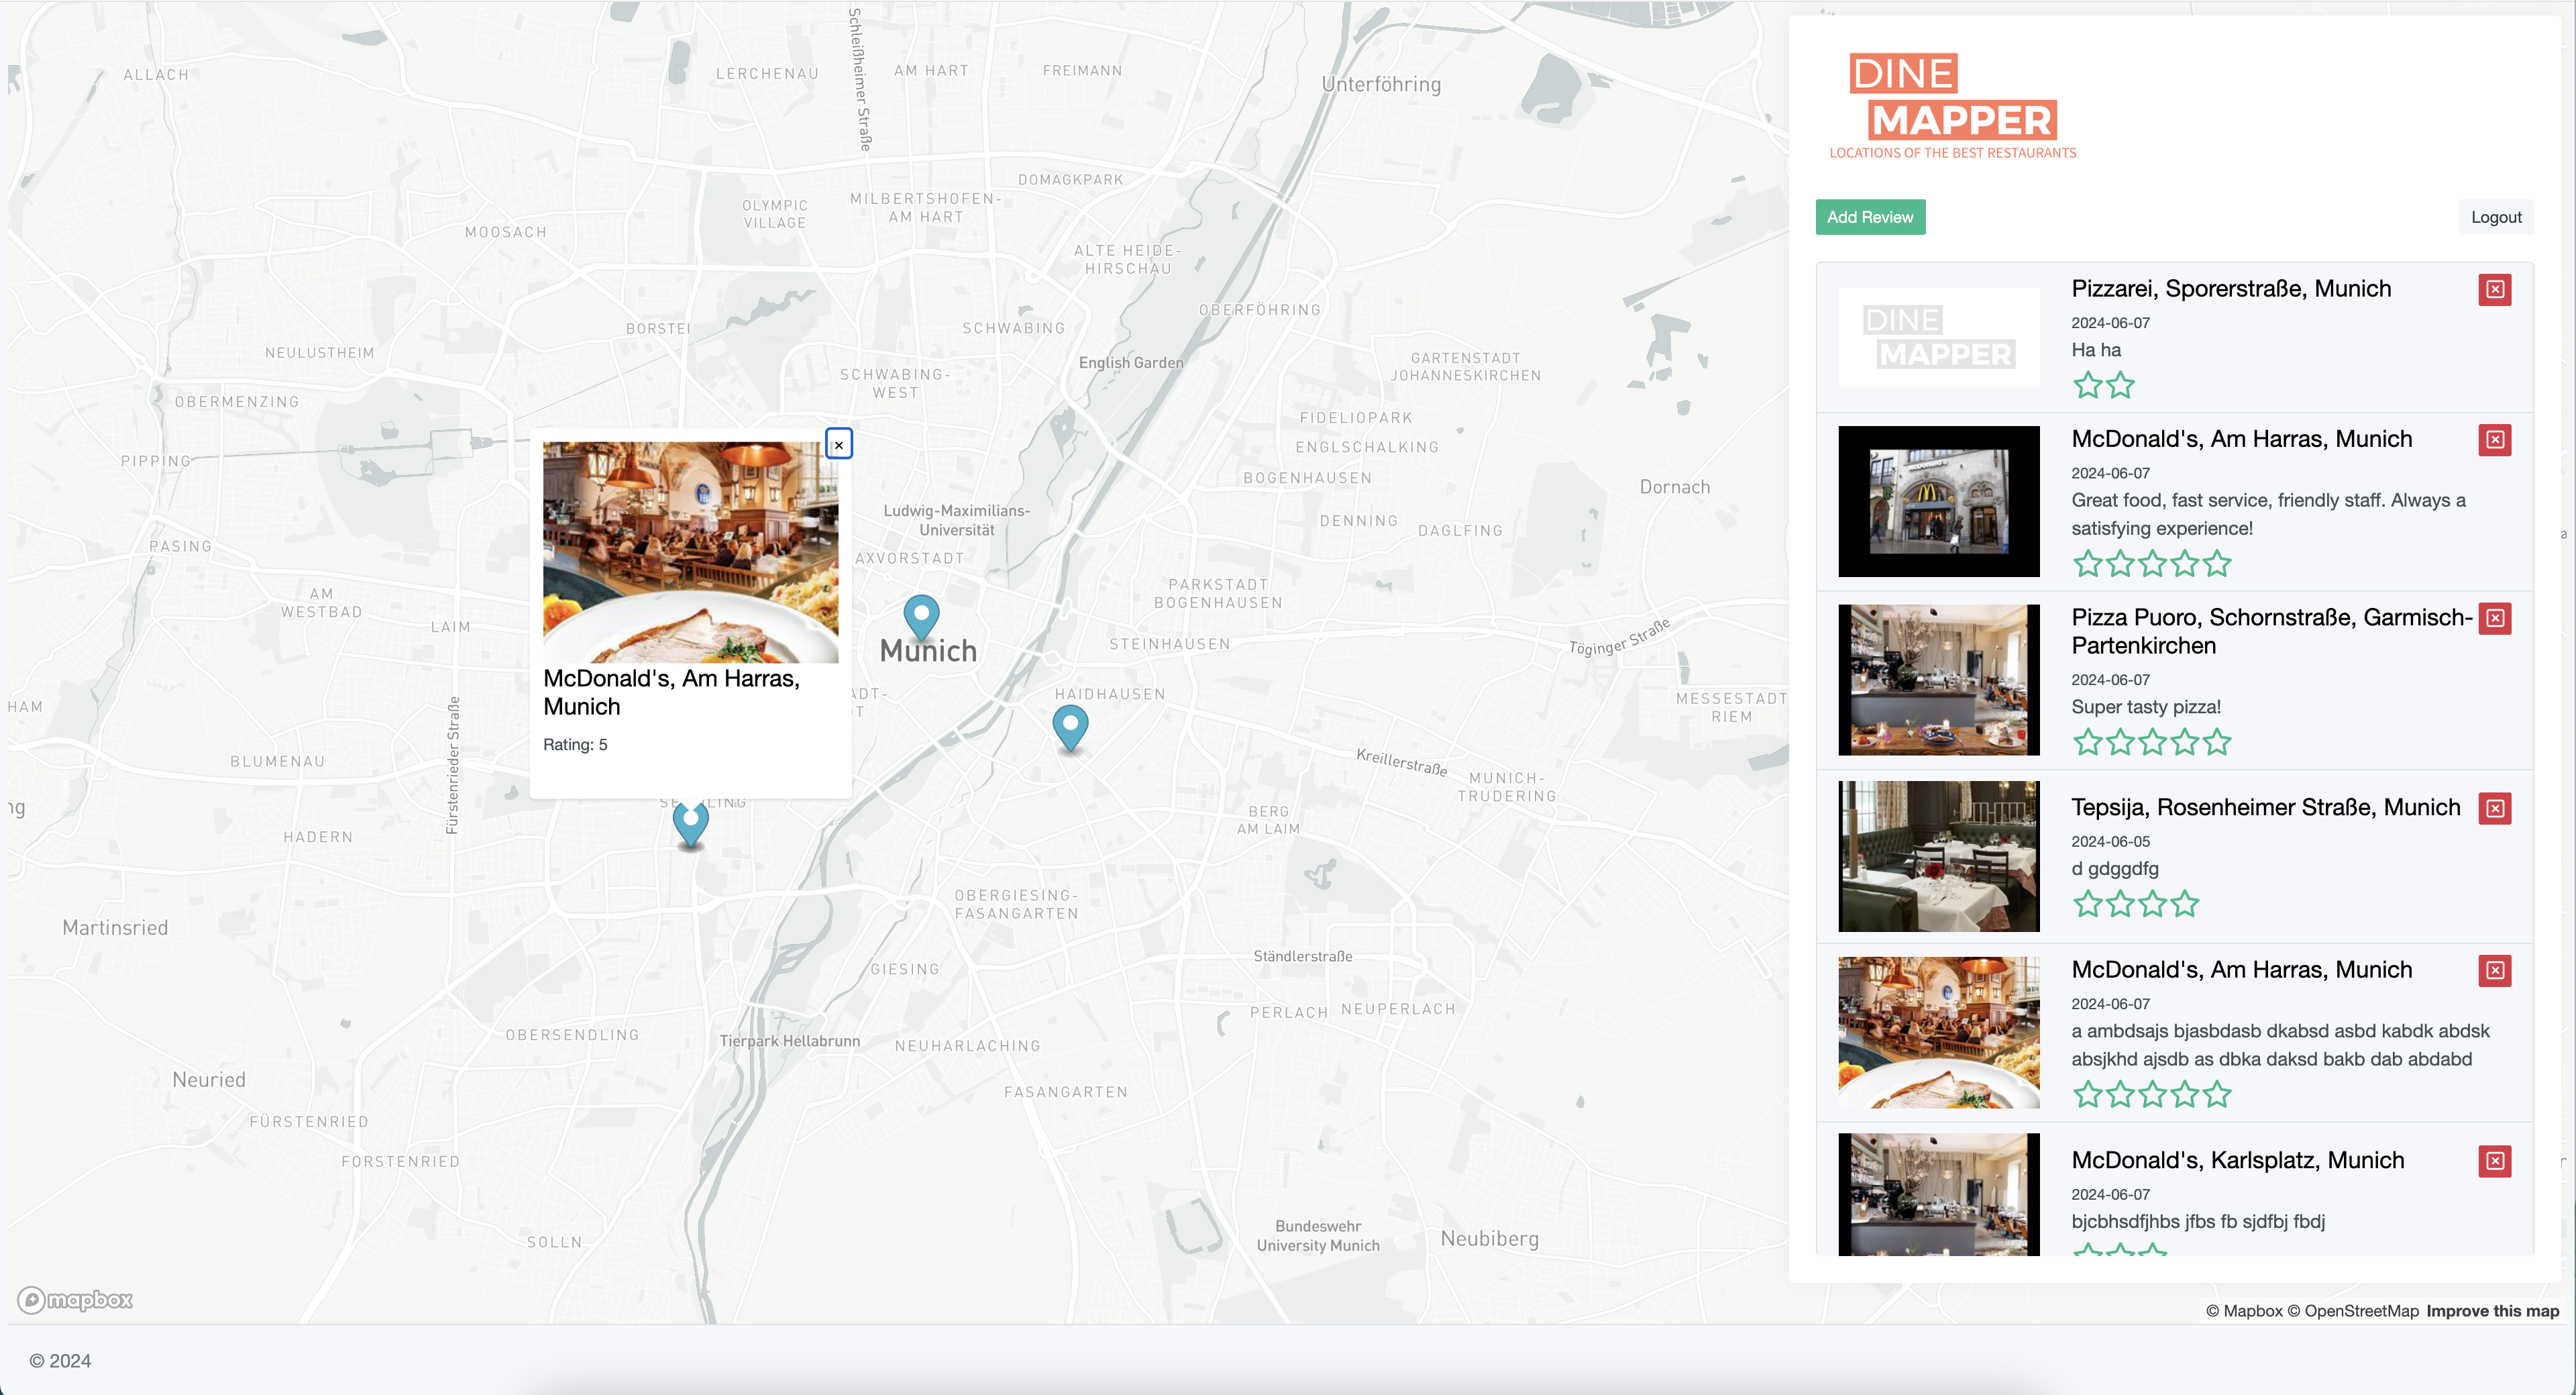 ALLACH
LERCHENAU
AM HART
FREIMANN
Schleißheimer Straße
Unterföhring
DOMAGKPARK
OLYMPIC
VILLAGE
MILBERTSHOFEN-
AM HART
MOOSACH
ALTE HEIDE-
HIRSCHAU
OBERFÖHRING
BORSTEI
SCHWABING
NEULUSTHEIM
English Garden
GARTENSTADT
JOHANNESKIRCHEN
SCHWABING-
WEST
OBERMENZING
FIDELIOPARK
ENGLSCHALKING
PIPPING
BOGENHAUSEN
Dornach
Ludwig-Maximilians-
Universität
DENNING
DAGLFING
PASING
AXVORSTADT
PARKSTADT
BOGENHAUSEN
AM
WESTBAD
LAIM
STEINHAUSEN
Töginger Straße
Munich
×
McDonald's, Am Harras,
Munich
Rating: 5
ADT-
T
HAIDHAUSEN
MESSESTADT
RIEM
HAM
Fürstenrieder Straße
BLUMENAU
Kreillerstraße
MUNICH-
TRUDERING
ng
SE LING
BERG
AM LAIM
HADERN
OBERGIESING-
FASANGARTEN
Martinsried
Ständlerstraße
GIESING
PERLACH
NEUPERLACH
OBERSENDLING
Tierpark Hellabrunn
NEUHARLACHING
Neuried
FASANGARTEN
FÜRSTENRIED
FORSTENRIED
Bundeswehr
University Munich
Neubiberg
SOLLN
mapbox
© Mapbox © OpenStreetMap Improve this map
DINE
MAPPER
LOCATIONS OF THE BEST RESTAURANTS
Add Review
Logout
DINE
MAPPER
Pizzarei, Sporerstraße, Munich
2024-06-07
Ha ha
McDonald's, Am Harras, Munich
2024-06-07
Great food, fast service, friendly staff. Always a
satisfying experience!
Pizza Puoro, Schornstraße, Garmisch-
Partenkirchen
2024-06-07
Super tasty pizza!
Tepsija, Rosenheimer Straße, Munich
2024-06-05
d gdggdfg
McDonald's, Am Harras, Munich
2024-06-07
a ambdsajs bjasbdasb dkabsd asbd kabdk abdsk
absjkhd ajsdb as dbka daksd bakb dab abdabd
McDonald's, Karlsplatz, Munich
2024-06-07
bjcbhsdfjhbs jfbs fb sjdfbj fbdj
© 2024